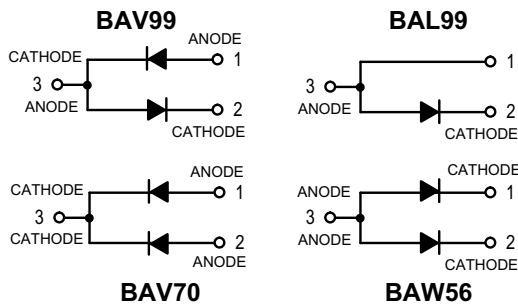 BAV99
CATHODE
ANODE
3
1
ANODE
2
CATHODE
BAL99
1
3
ANODE
2
CATHODE
CATHODE
ANODE
1
3
CATHODE
2
ANODE
BAV70
CATHODE
ANODE
1
3
ANODE
2
CATHODE
BAW56